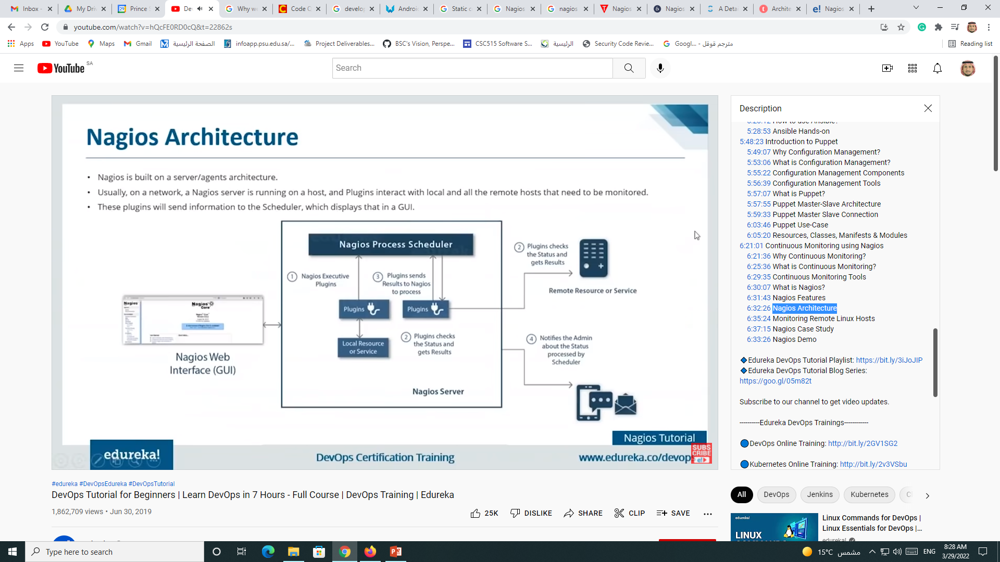 Inbox -
My Driv
Prince S
Dev
Why we
Code C
develop
Androi
Static c
Nagios
nagios
Nagios
Nagios
A Deta
Archite
Nagios
youtube.com/watch?v=hQcFE0RD0cQ&t=22862s
Apps
YouTube
Maps
Gmail
الصفحة الرئيسية
infoapp.psu.edu.sa/...
Project Deliverables...
BSC's Vision, Perspe...
CSC515 Software S...
الرئيسية
Security Code Revie...
Googl... - مترجم قوقل
Reading list
YouTube SA
Search
Nagios Architecture
• Nagios is built on a server/agents architecture.
• Usually, on a network, a Nagios server is running on a host, and Plugins interact with local and all the remote hosts that need to be monitored.
• These plugins will send information to the Scheduler, which displays that in a GUI.
Nagios Process Scheduler
1 Nagios Executive
Plugins
3 Plugins sends
Results to Nagios
to process
2 Plugins checks
the Status and
gets Results
Remote Resource or Service
Plugins
Plugins
Nagios
Nagios
Core
Local Resource
or Service
2 Plugins checks
the Status and
gets Results
4 Notifies the Admin
about the Status
processed by
Scheduler
Nagios Web
Interface (GUI)
Nagios Server
Nagios Tutorial
edureka!
DevOps Certification Training
www.edureka.co/devop
SUBS
CRIBE
e!
Description
5:28:53 Ansible Hands-on
5:48:23 Introduction to Puppet
5:49:07 Why Configuration Management?
5:53:06 What is Configuration Management?
5:55:22 Configuration Management Components
5:56:39 Configuration Management Tools
5:57:07 What is Puppet?
5:57:55 Puppet Master-Slave Architecture
5:59:33 Puppet Master Slave Connection
6:03:46 Puppet Use-Case
6:05:20 Resources, Classes, Manifests & Modules
6:21:01 Continuous Monitoring using Nagios
6:21:36 Why Continuous Monitoring?
6:25:36 What is Continuous Monitoring?
6:29:35 Continuous Monitoring Tools
6:30:07 What is Nagios?
6:31:43 Nagios Features
6:32:26 Nagios Architecture
6:35:24 Monitoring Remote Linux Hosts
6:37:15 Nagios Case Study
6:33:26 Nagios Demo
🔹Edureka DevOps Tutorial Playlist: https://bit.ly/3iJoJIP
🔹Edureka DevOps Tutorial Blog Series:
https://goo.gl/05m82t
Subscribe to our channel to get video updates.
----------Edureka DevOps Trainings------------
🔵DevOps Online Training: http://bit.ly/2GV1SG2
🔵Kubernetes Online Training: http://bit.ly/2v3VSbu
#edureka #DevOpsEdureka #DevOpsTutorial
DevOps Tutorial for Beginners | Learn DevOps in 7 Hours - Full Course | DevOps Training | Edureka
1,862,709 views • Jun 30, 2019
25K
DISLIKE
SHARE
CLIP
SAVE
All
DevOps
Jenkins
Kubernetes
edureka!
LINUX
Linux Commands for DevOps |
Linux Essentials for DevOps |...
edureka!
Type here to search
15°C مشمس
ENG
8:28 AM
3/29/2022